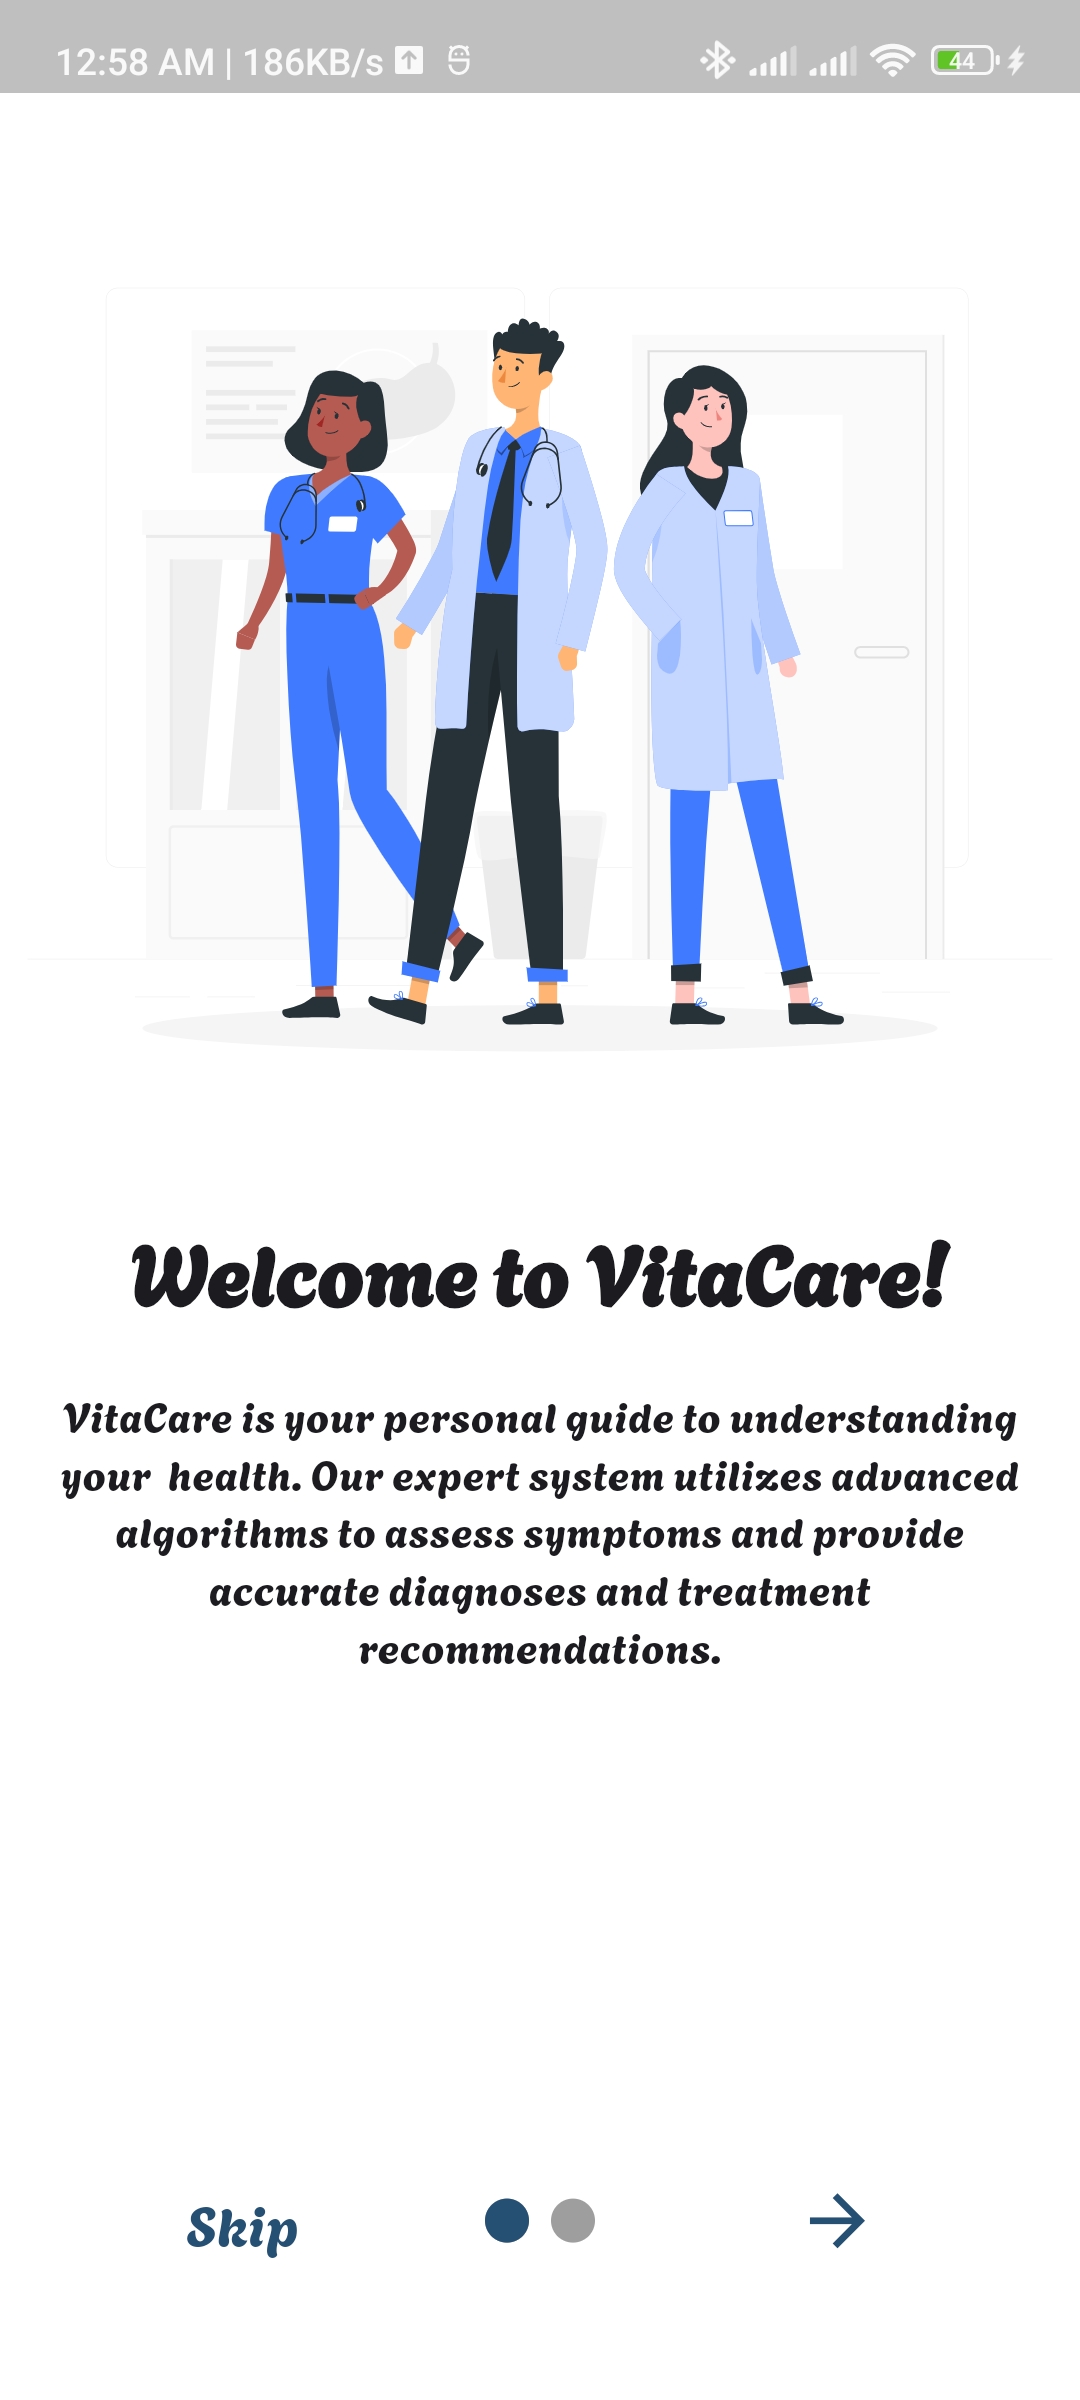 12:58 AM | 186KB/s
44
Welcome to VitaCare!
VitaCare is your personal guide to understanding
your  health. Our expert system utilizes advanced
algorithms to assess symptoms and provide
accurate diagnoses and treatment
recommendations.
Skip